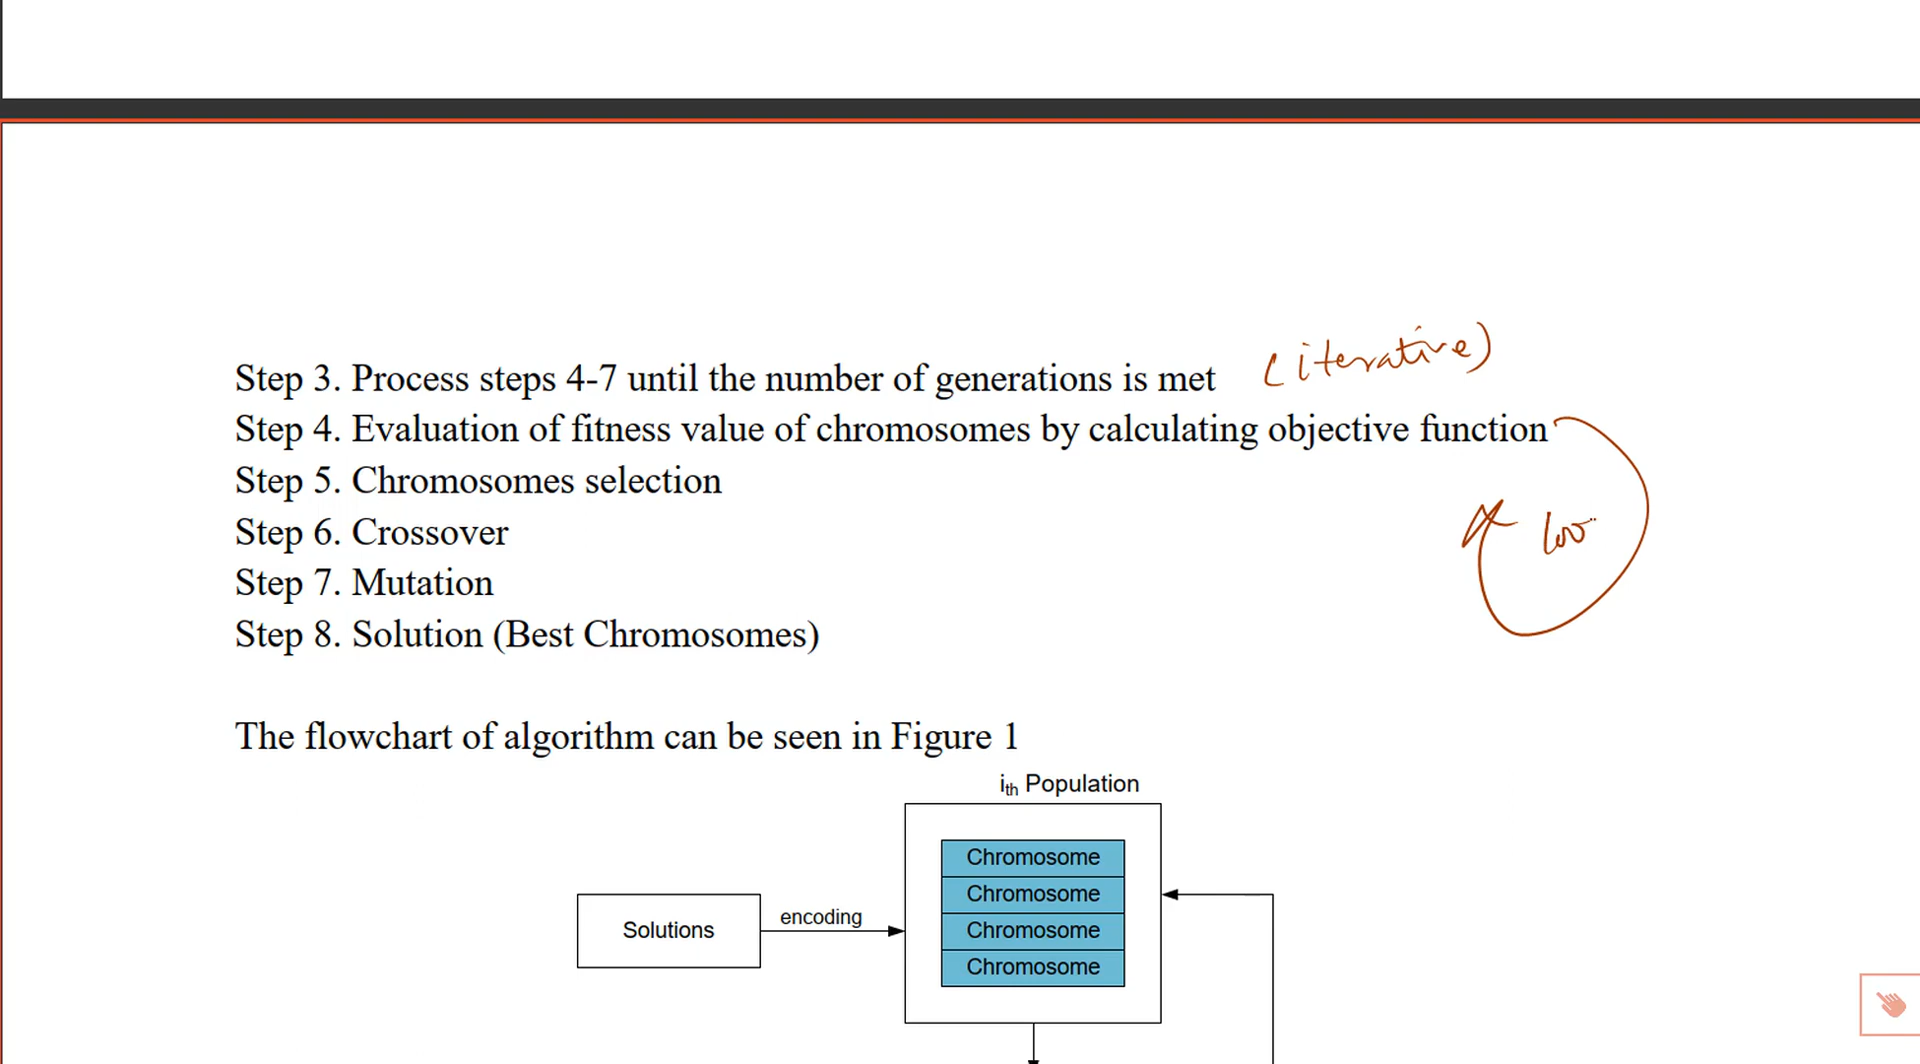 Step 3. Process steps 4-7 until the number of generations is met (iterative)
Step 4. Evaluation of fitness value of chromosomes by calculating objective function
Step 5. Chromosomes selection
Step 6. Crossover
Step 7. Mutation
Step 8. Solution (Best Chromosomes)
The flowchart of algorithm can be seen in Figure 1
ith Population
Chromosome
Chromosome
Chromosome
Chromosome
Solutions
encoding